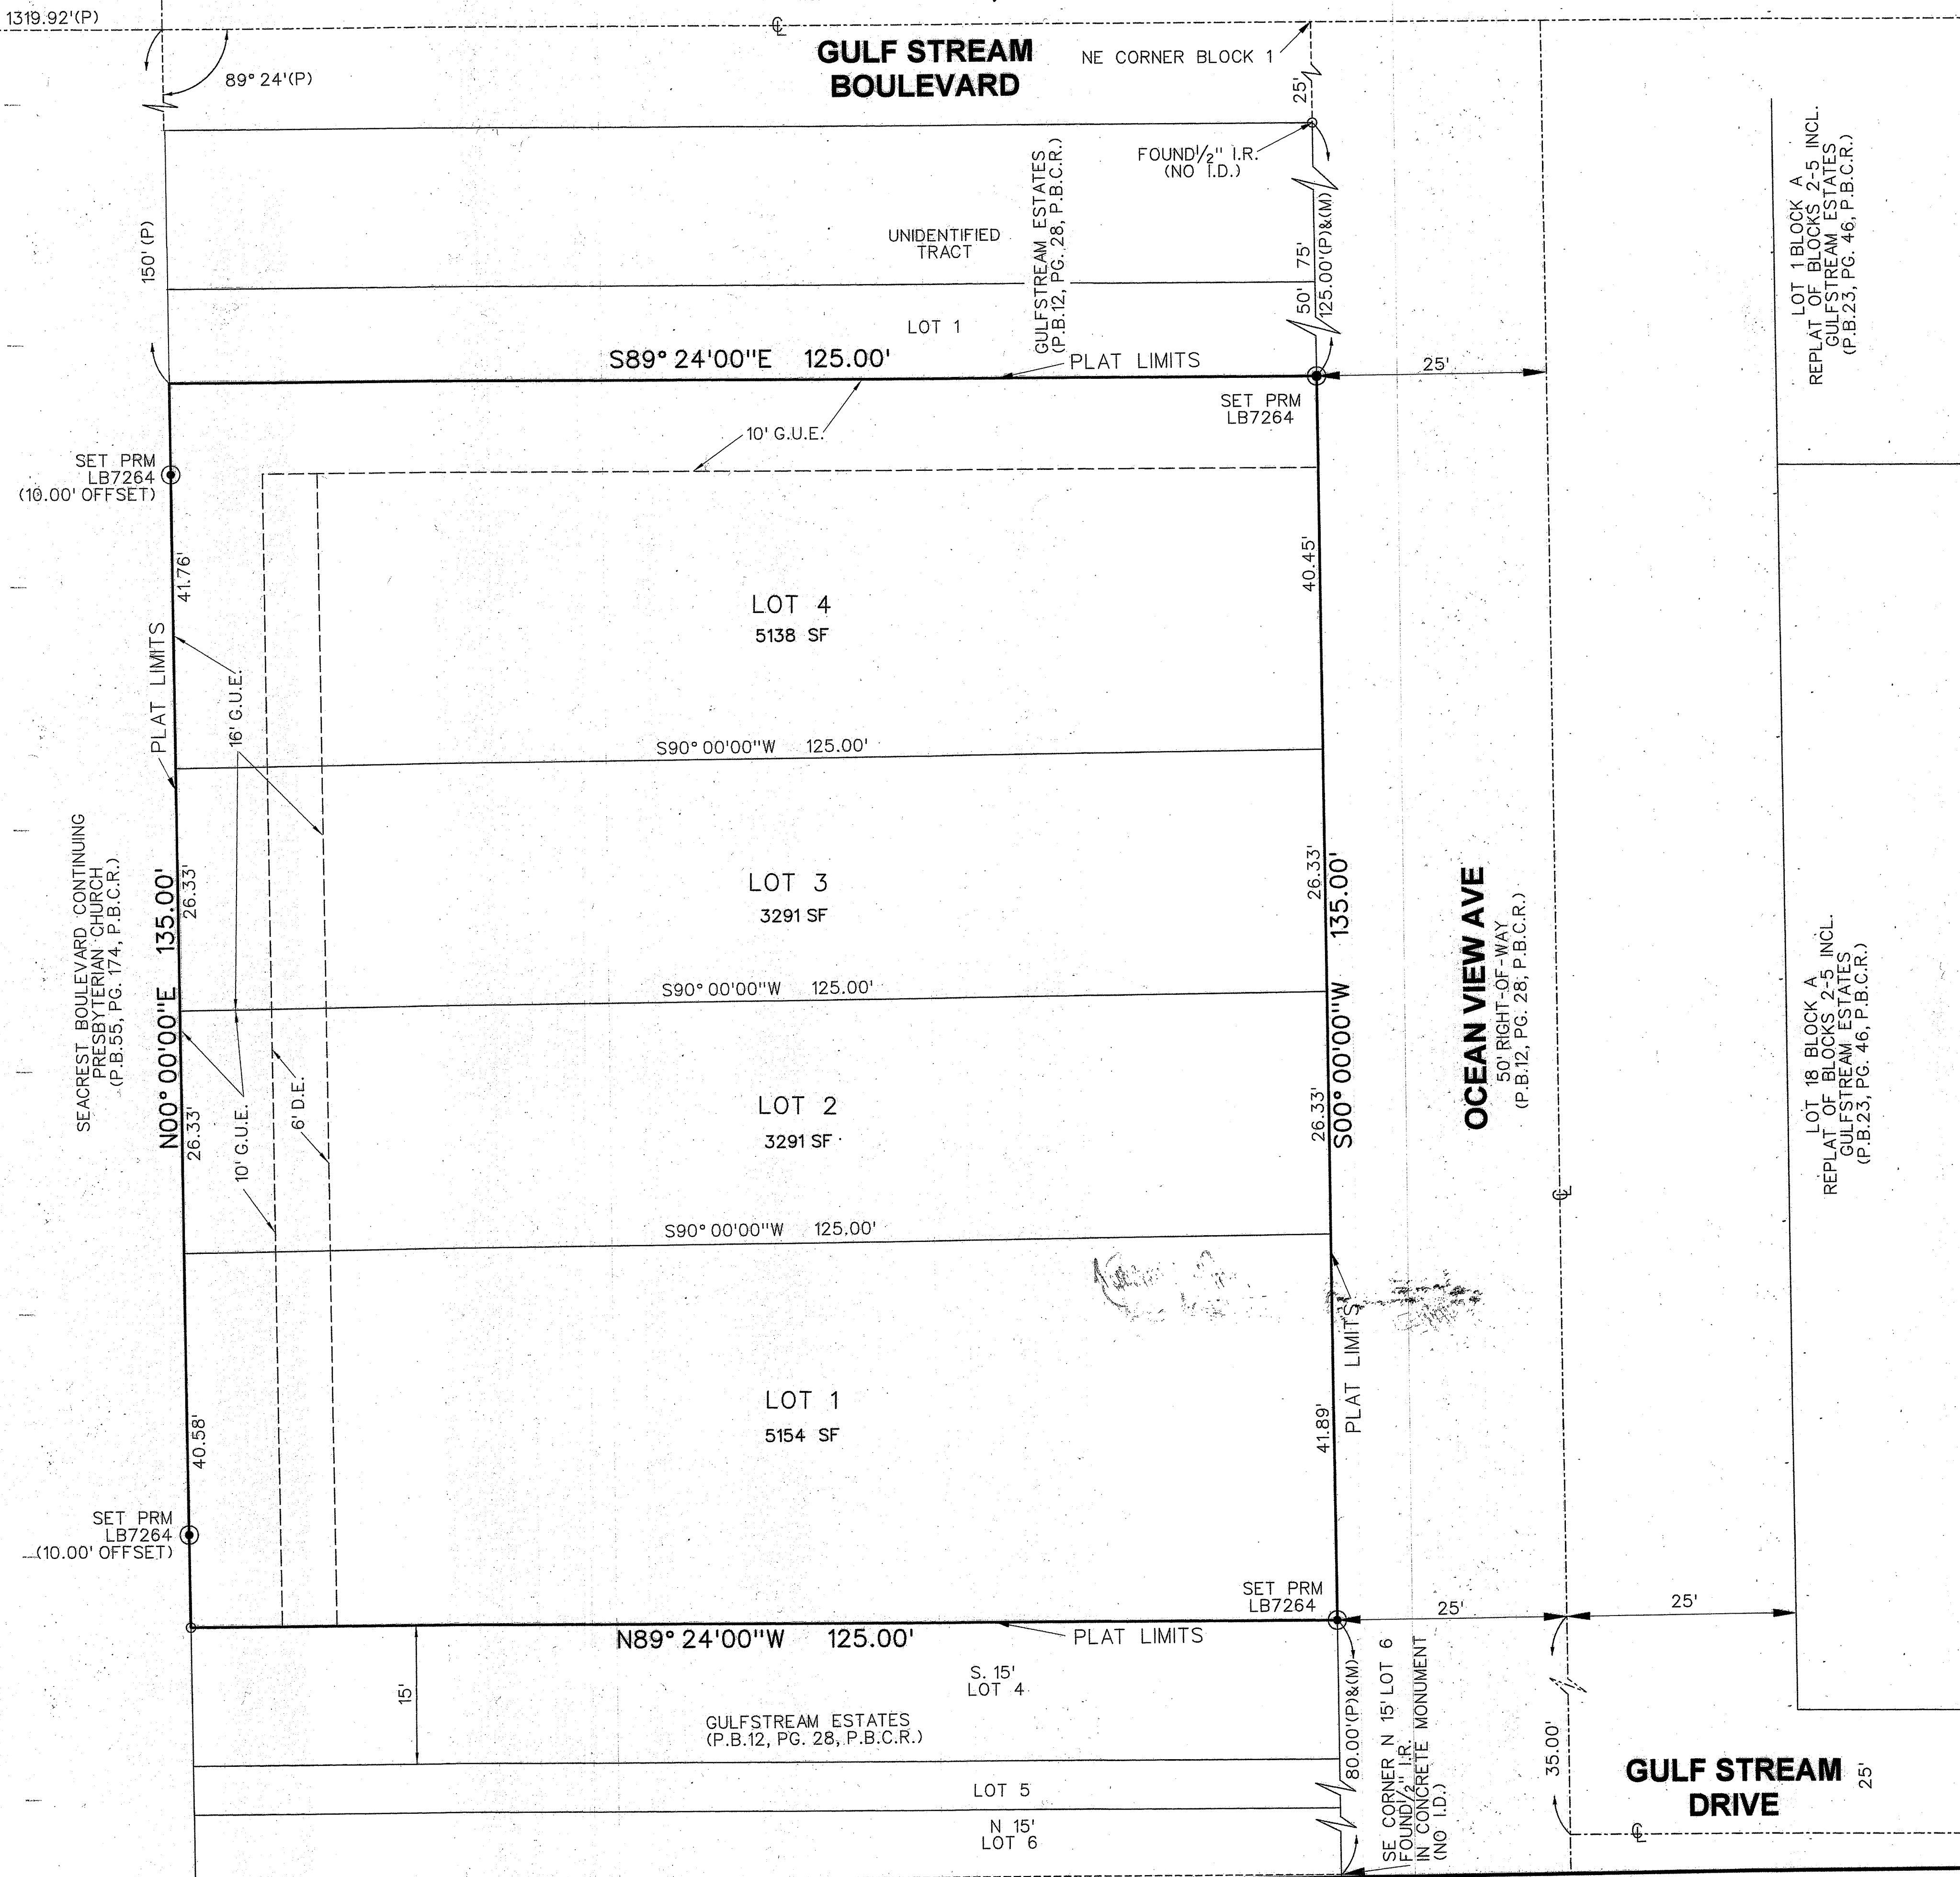 1319.92'(P)
89° 24'(P)
℄
GULF STREAM
BOULEVARD
NE CORNER BLOCK 1
25'
FOUND 1/2" I.R.
(NO I.D.)
150' (P)
UNIDENTIFIED
TRACT
GULFSTREAM ESTATES
(P.B.12, PG. 28, P.B.C.R.)
75'
50'
125.00'(P)&(M)
LOT 1 BLOCK A
REPLAT OF BLOCKS 2-5 INCL.
GULFSTREAM ESTATES
(P.B.23, PG. 46, P.B.C.R.)
LOT 1
S89° 24'00"E 125.00'
PLAT LIMITS
25'
SET PRM
LB7264
10' G.U.E.
SET PRM
LB7264
(10.00' OFFSET)
41.76'
40.45'
LOT 4
5138 SF
PLAT LIMITS
16' G.U.E.
S90° 00'00"W 125.00'
SEACREST BOULEVARD CONTINUING
PRESBYTERIAN CHURCH
(P.B.55, PG. 174, P.B.C.R.)
N00° 00'00"E 135.00'
26.33'
LOT 3
3291 SF
26.33'
S00° 00'00"W 135.00'
OCEAN VIEW AVE
50' RIGHT-OF-WAY
(P.B.12, PG. 28, P.B.C.R.)
LOT 18 BLOCK A
REPLAT OF BLOCKS 2-5 INCL.
GULFSTREAM ESTATES
(P.B.23, PG. 46, P.B.C.R.)
S90° 00'00"W 125.00'
26.33'
10' G.U.E.
6' D.E.
LOT 2
3291 SF
26.33'
℄
S90° 00'00"W 125.00'
PLAT LIMITS
LOT 1
5154 SF
40.58'
41.89'
SET PRM
LB7264
(10.00' OFFSET)
SET PRM
LB7264
25'
25'
N89° 24'00"W 125.00'
PLAT LIMITS
15'
S. 15'
LOT 4
GULFSTREAM ESTATES
(P.B.12, PG. 28, P.B.C.R.)
80.00'(P)&(M)
SE CORNER N 15' LOT 6
FOUND 1/2" I.R.
IN CONCRETE MONUMENT
(NO I.D.)
35.00'
GULF STREAM
DRIVE
25'
℄
LOT 5
N 15'
LOT 6